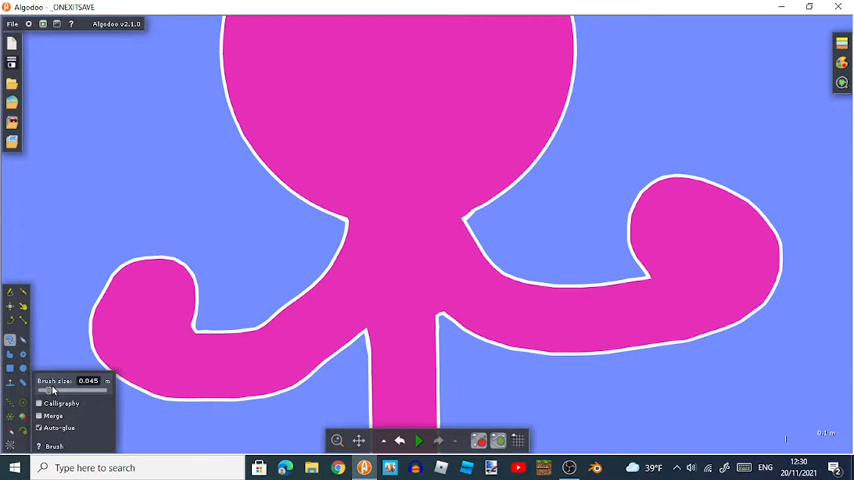 Algodoo - _ONEXITSAVE
File ? Algodoo v2.1.0
Brush size: 0.045 m
Calligraphy
Merge
Auto-glue
? Brush
0.1 m
Type here to search
39°F
ENG
12:30
20/11/2021
2